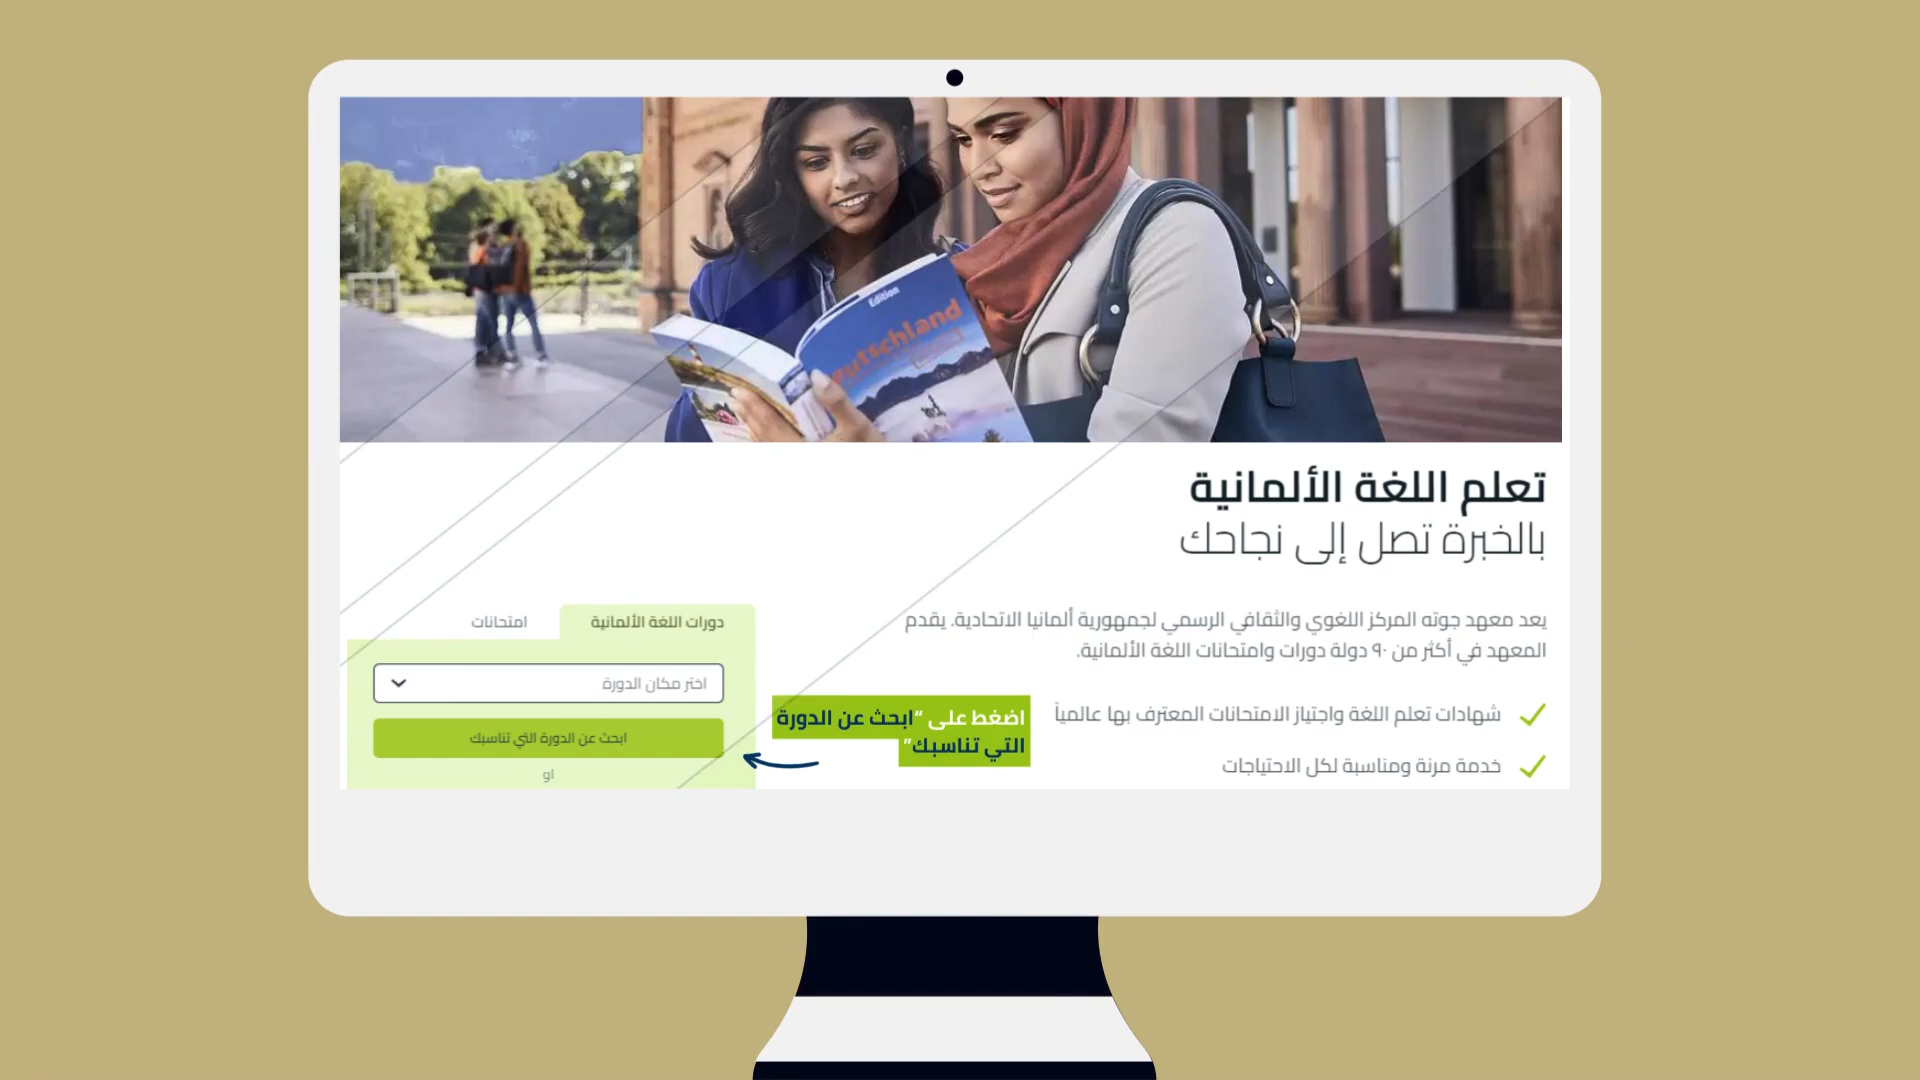 Edition
Deutschland
تعلم اللغة الألمانية
بالخبرة تصل إلى نجاحك
يعد معهد جوته المركز اللغوي والثقافي الرسمي لجمهورية ألمانيا الاتحادية. يقدم
المعهد في أكثر من ٩٠ دولة دورات وامتحانات اللغة الألمانية.
شهادات تعلم اللغة واجتياز الامتحانات المعترف بها عالمياً
خدمة مرنة ومناسبة لكل الاحتياجات
اضغط على “ابحث عن الدورة
التي تناسبك”
دورات اللغة الألمانية
امتحانات
اختر مكان الدورة
ابحث عن الدورة التي تناسبك
او